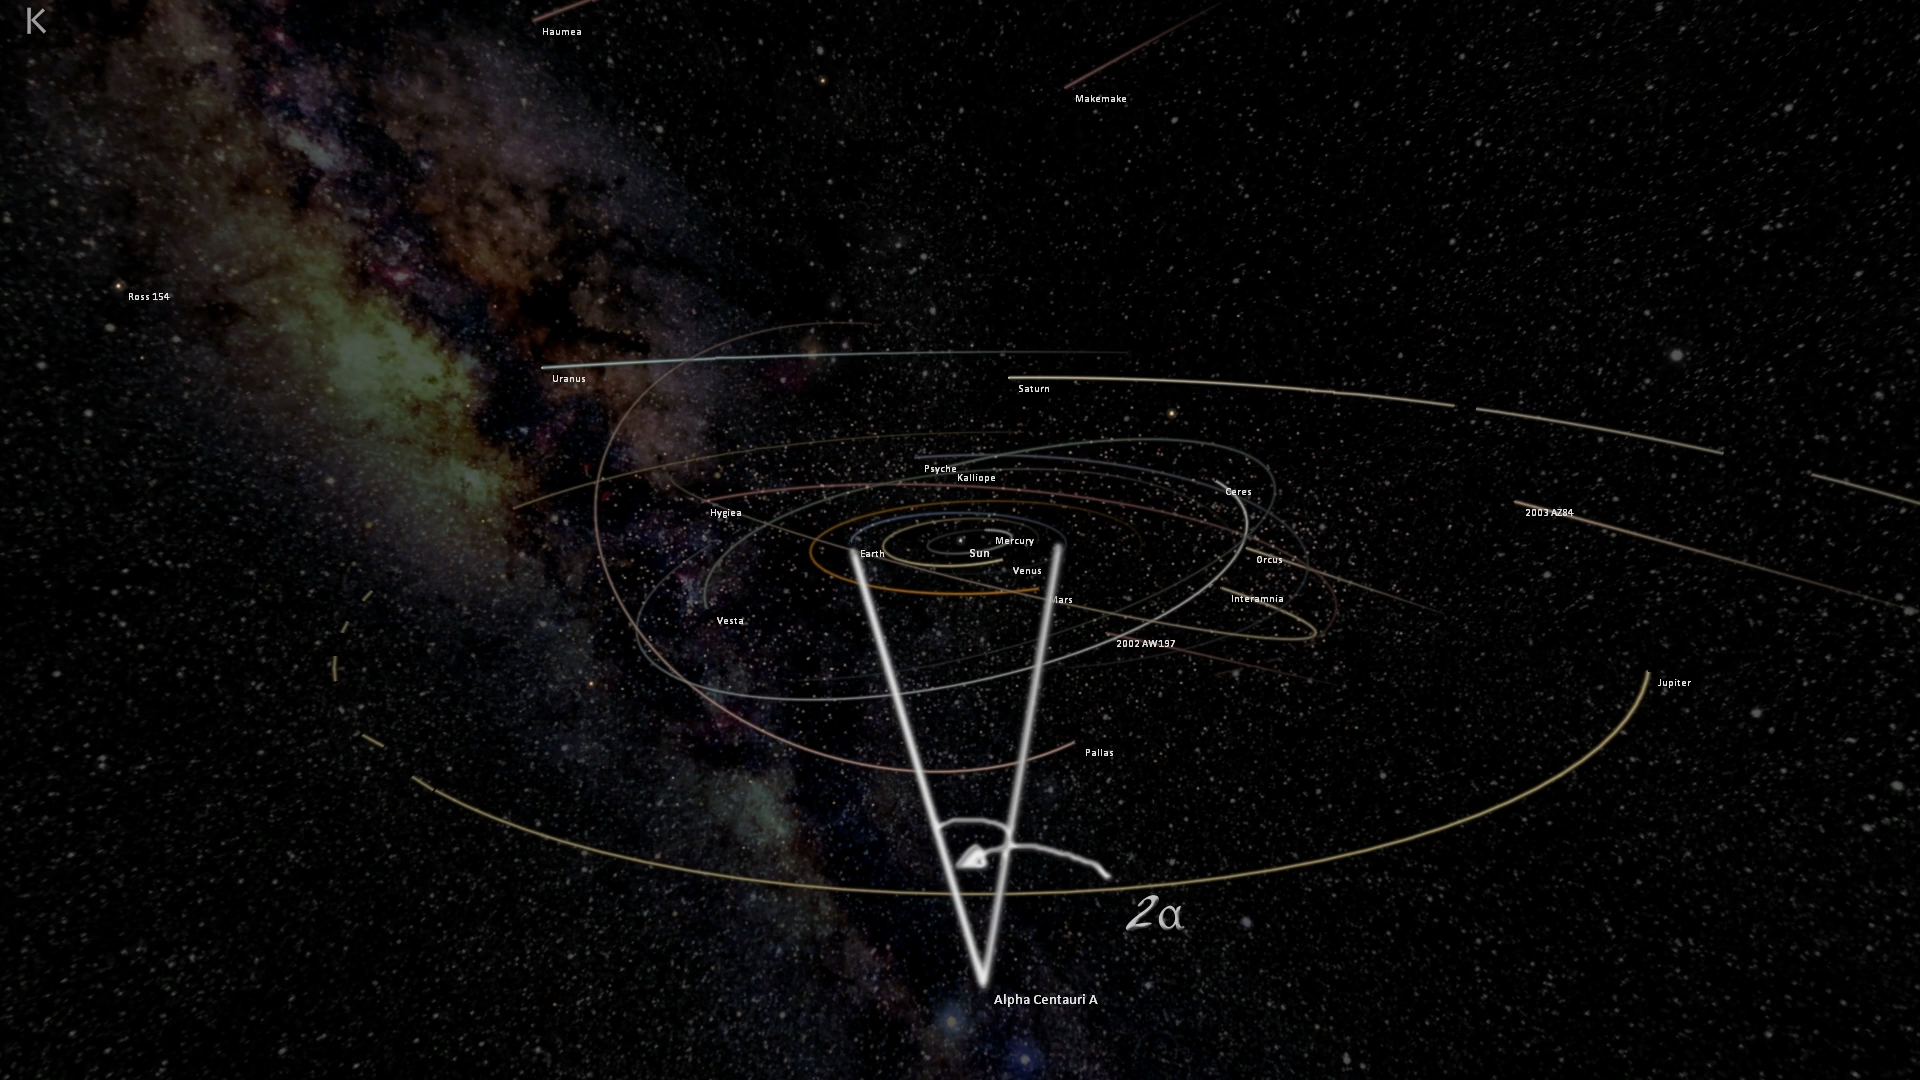 K
Haumea
Makemake
Ross 154
Uranus
Saturn
Psyche
Kalliope
Ceres
Hygiea
2003 AZ84
Mercury
Earth
Sun
Orcus
Venus
Mars
Interamnia
Vesta
2002 AW197
Jupiter
Pallas
2α
Alpha Centauri A